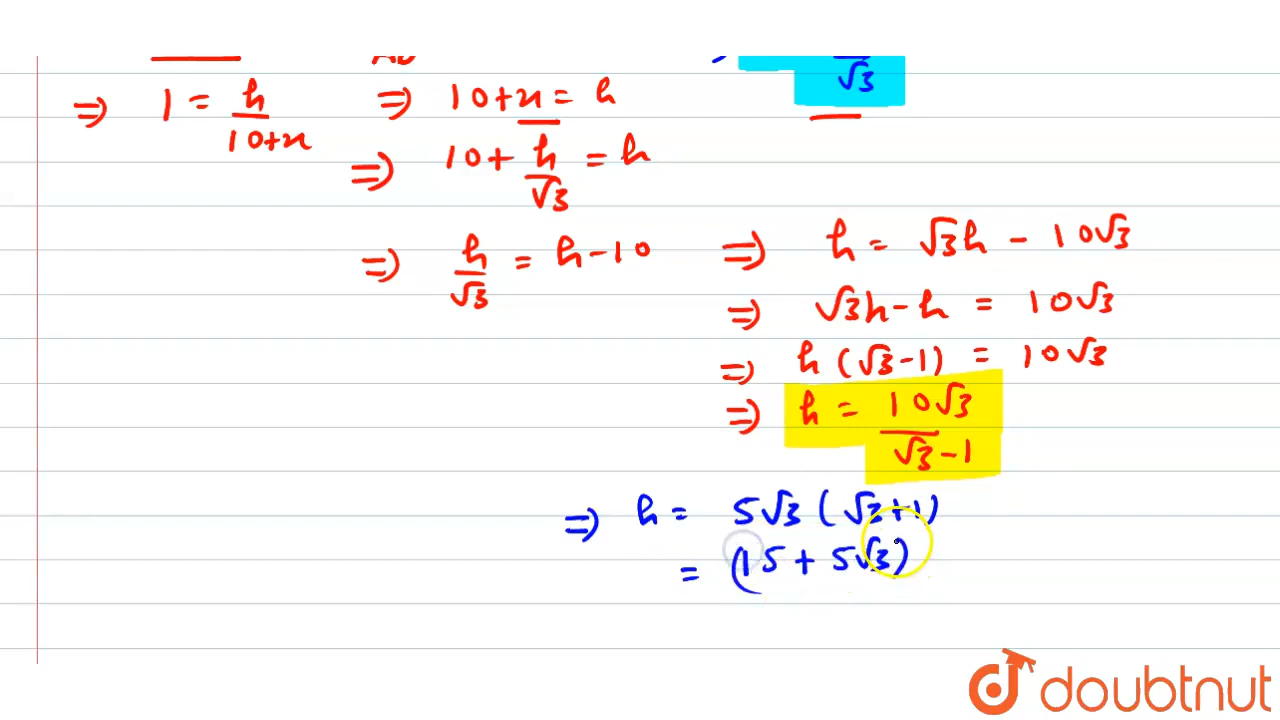 √3
⇒ 1 = h/(10+x) ⇒ 10+x = h
⇒ 10 + h/√3 = h
⇒ h/√3 = h-10 ⇒ h = √3h - 10√3
⇒ √3h - h = 10√3
⇒ h (√3-1) = 10√3
⇒ h = 10√3/(√3-1)
⇒ h = 5√3 (√3+1)
= (15 + 5√3)
doubtnut